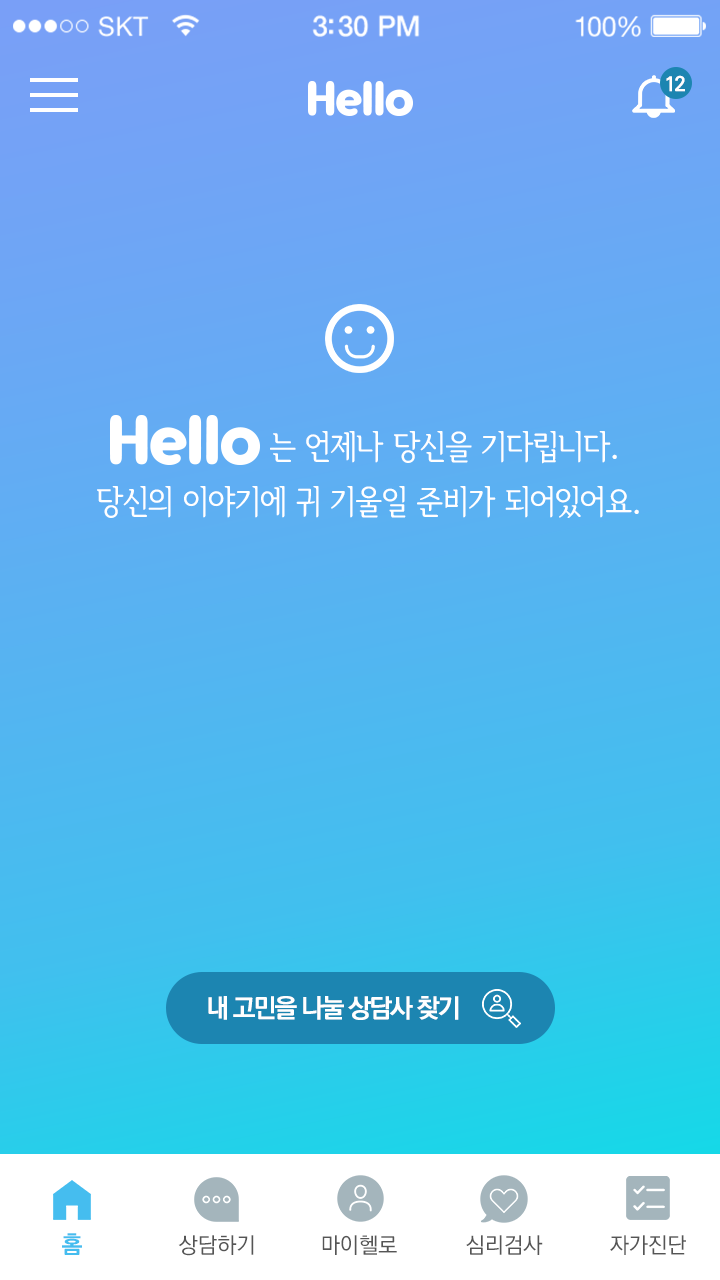 SKT 3:30 PM 100%
Hello 12
Hello 는 언제나 당신을 기다립니다.
당신의 이야기에 귀 기울일 준비가 되어있어요.
내 고민을 나눌 상담사 찾기
홈 상담하기 마이헬로 심리검사 자가진단